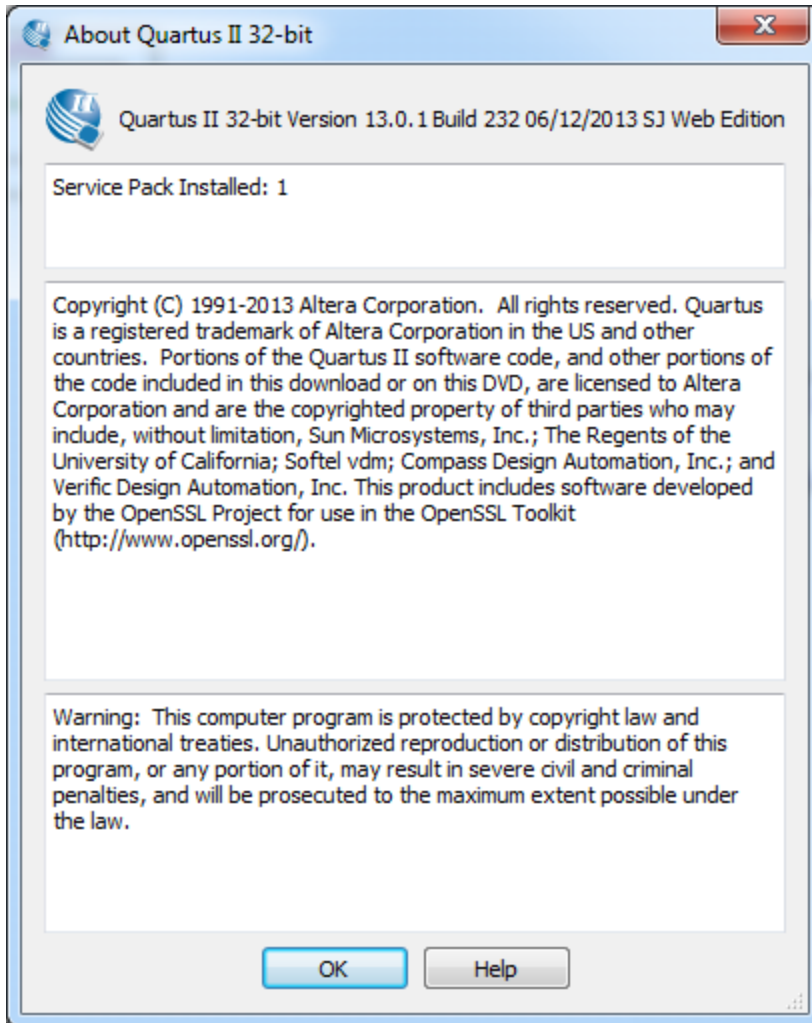 About Quartus II 32-bit
Quartus II 32-bit Version 13.0.1 Build 232 06/12/2013 SJ Web Edition
Service Pack Installed: 1
Copyright (C) 1991-2013 Altera Corporation.  All rights reserved. Quartus
is a registered trademark of Altera Corporation in the US and other
countries.  Portions of the Quartus II software code, and other portions of
the code included in this download or on this DVD, are licensed to Altera
Corporation and are the copyrighted property of third parties who may
include, without limitation, Sun Microsystems, Inc.; The Regents of the
University of California; Softel vdm; Compass Design Automation, Inc.; and
Verific Design Automation, Inc. This product includes software developed
by the OpenSSL Project for use in the OpenSSL Toolkit
(http://www.openssl.org/).
Warning:  This computer program is protected by copyright law and
international treaties. Unauthorized reproduction or distribution of this
program, or any portion of it, may result in severe civil and criminal
penalties, and will be prosecuted to the maximum extent possible under
the law.
OK
Help